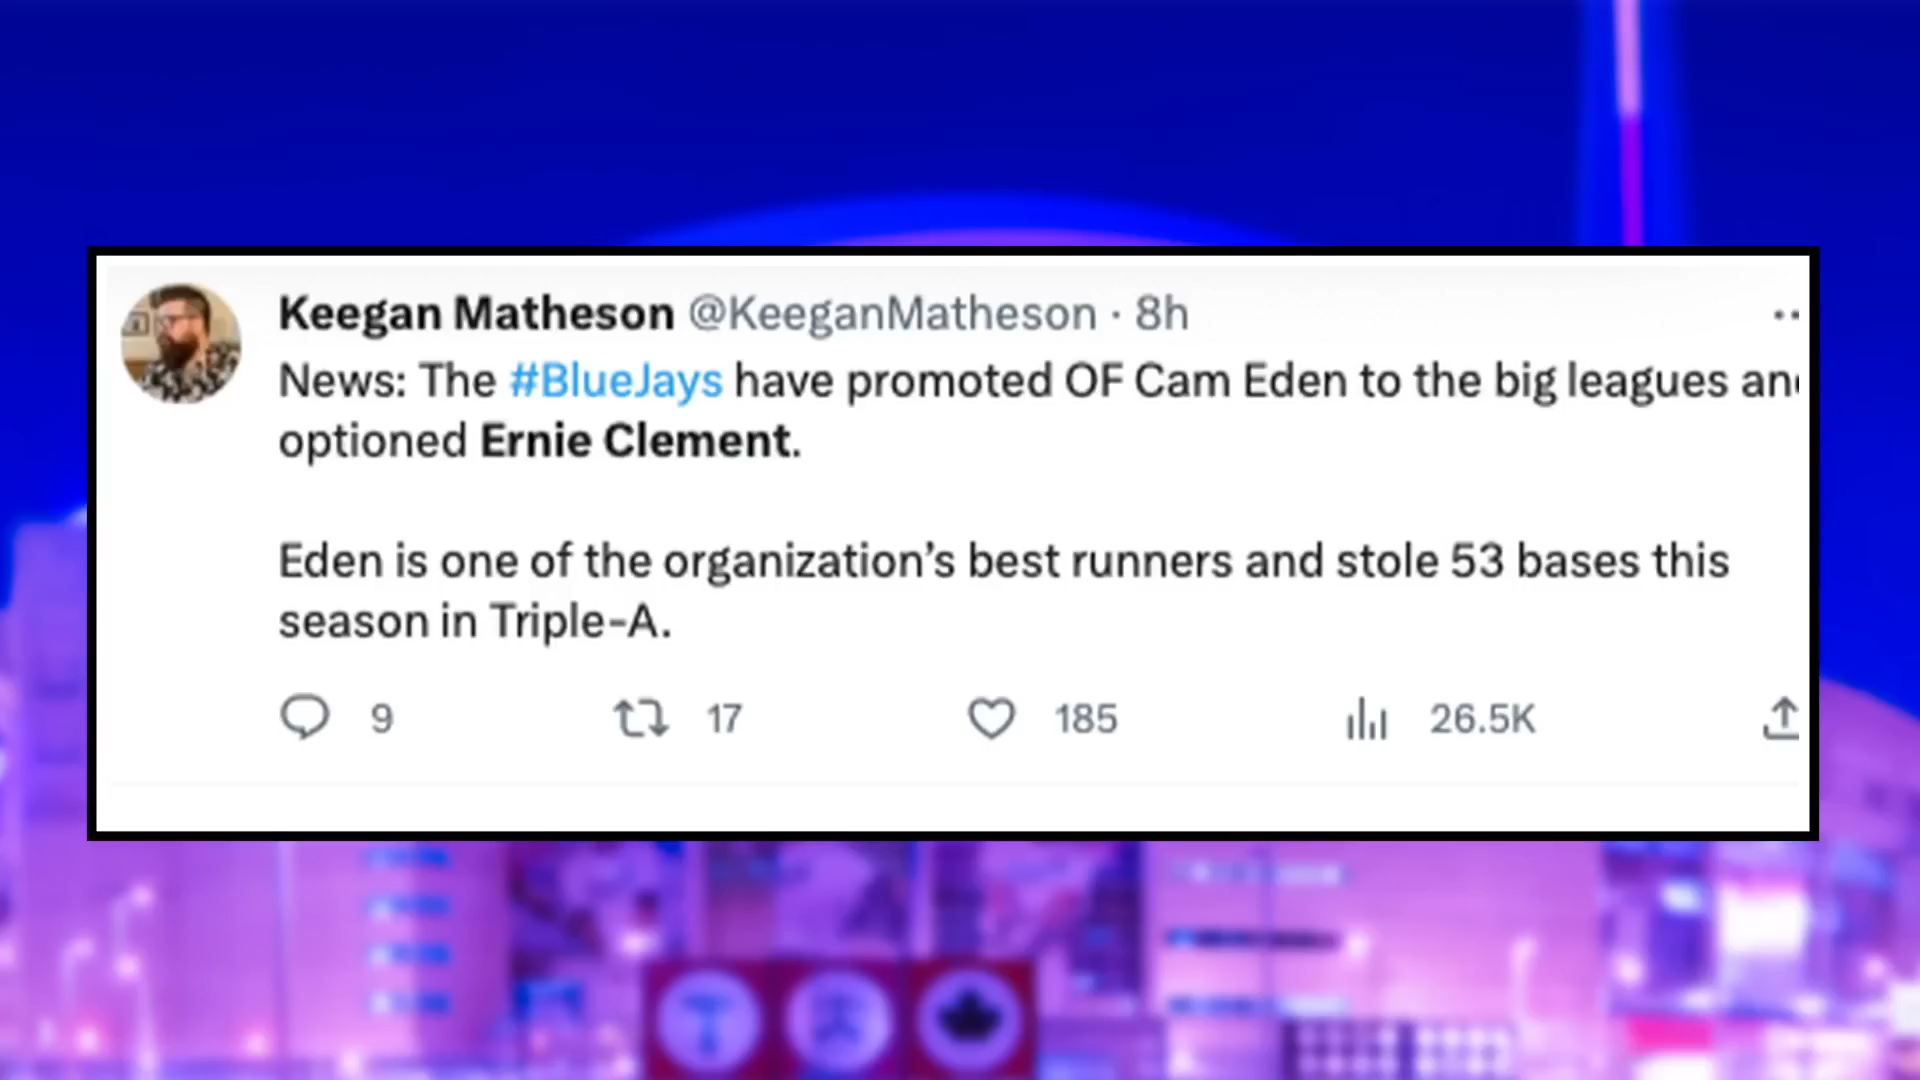 Keegan Matheson @KeeganMatheson · 8h
News: The #BlueJays have promoted OF Cam Eden to the big leagues and
optioned Ernie Clement.
Eden is one of the organization’s best runners and stole 53 bases this
season in Triple-A.
9 17 185 26.5K